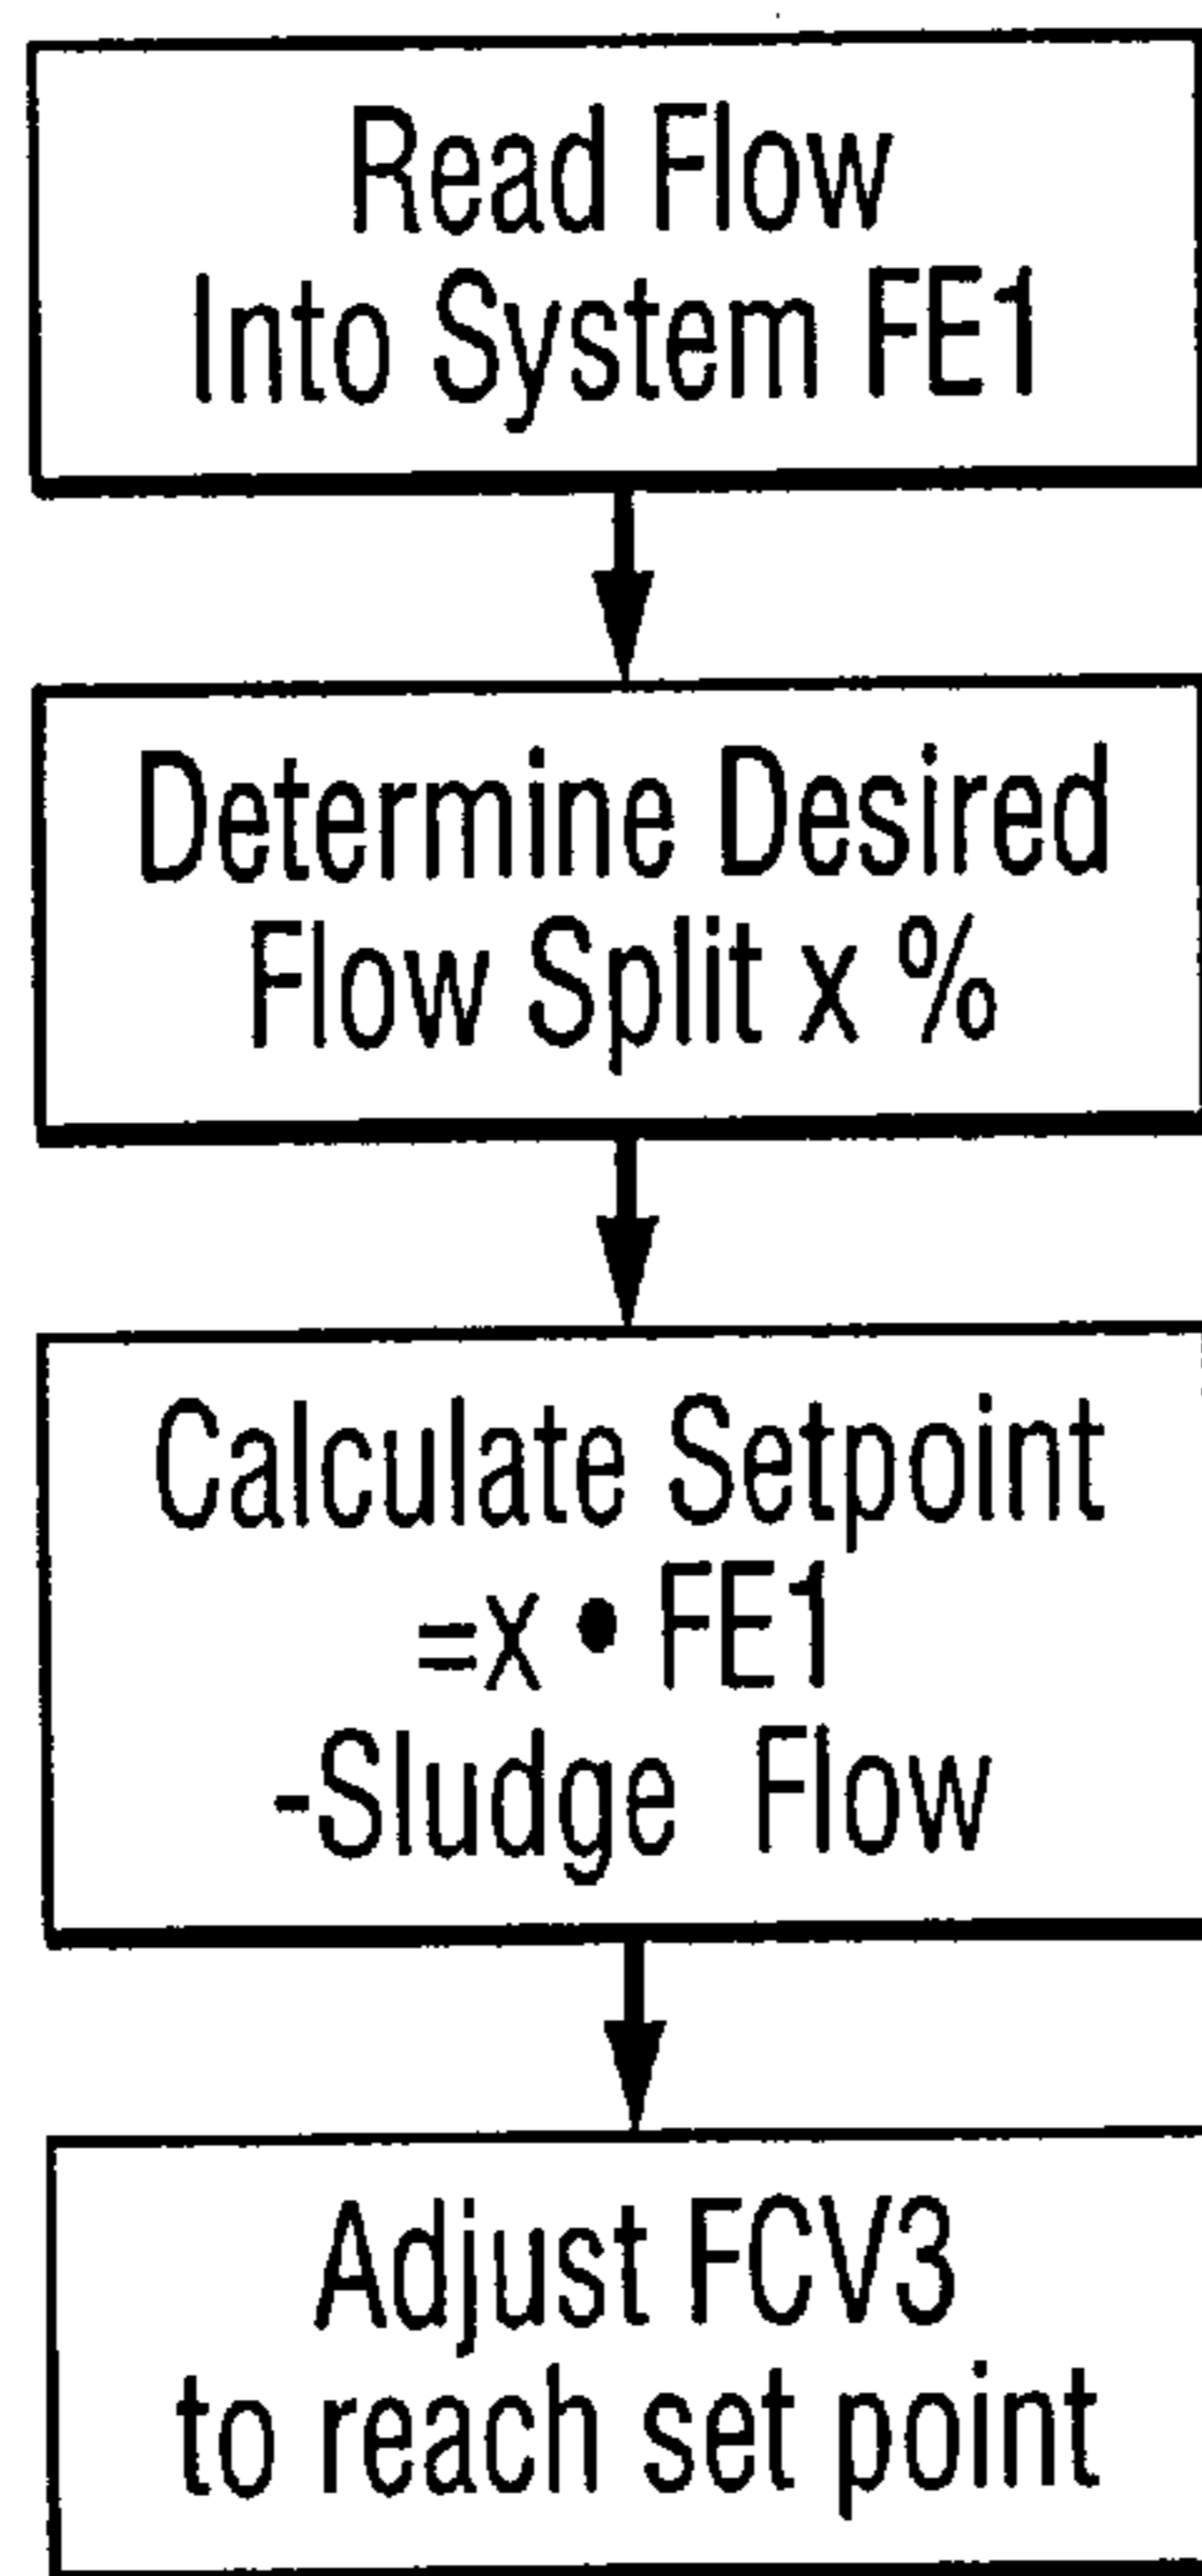 Read Flow
Into System FE1
Determine Desired
Flow Split x %
Calculate Setpoint
=x • FE1
-Sludge Flow
Adjust FCV3
to reach set point